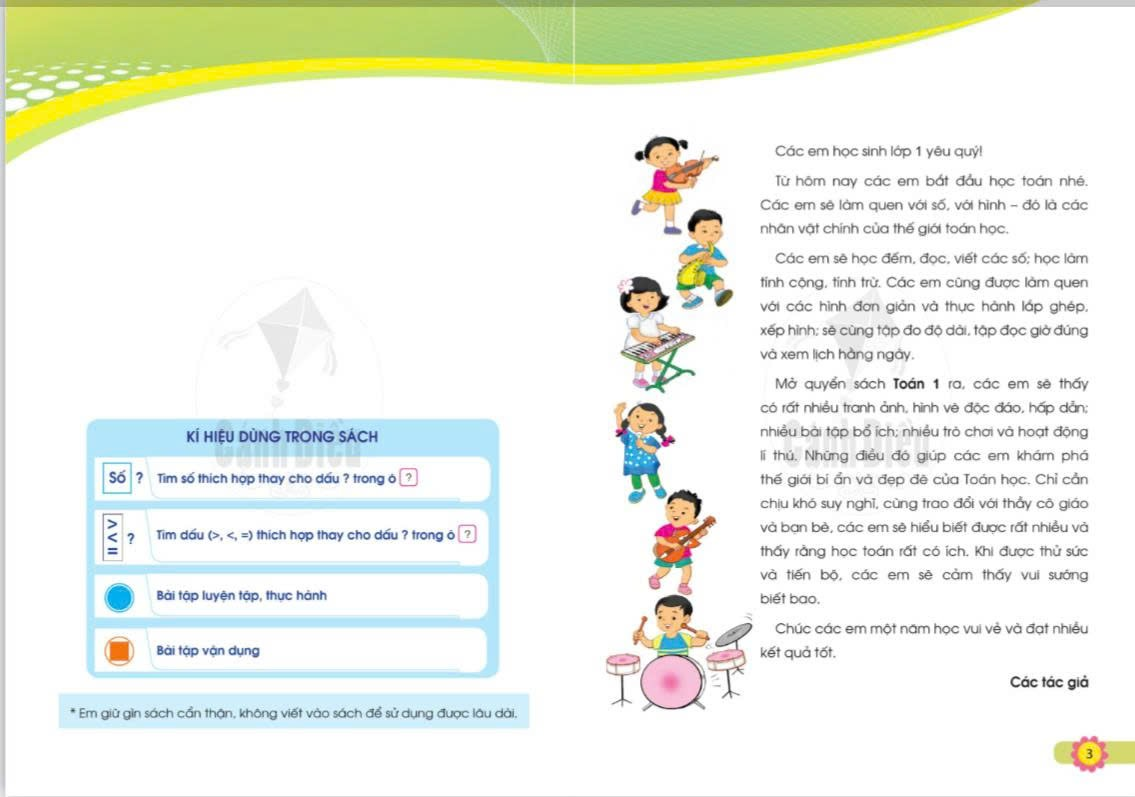 KÍ HIỆU DÙNG TRONG SÁCH
Số ? Tìm số thích hợp thay cho dấu ? trong ô ?
>
<
=
? Tìm dấu (>, <, =) thích hợp thay cho dấu ? trong ô ?
Bài tập luyện tập, thực hành
Bài tập vận dụng
* Em giữ gìn sách cẩn thận, không viết vào sách để sử dụng được lâu dài.
Cánh Diều
Các em học sinh lớp 1 yêu quý!
Từ hôm nay các em bắt đầu học toán nhé.
Các em sẽ làm quen với số, với hình – đó là các
nhân vật chính của thế giới toán học.
Các em sẽ học đếm, đọc, viết các số; học làm
tính cộng, tính trừ. Các em cũng được làm quen
với các hình đơn giản và thực hành lắp ghép,
xếp hình; sẽ cùng tập đo độ dài, tập đọc giờ đúng
và xem lịch hàng ngày.
Mở quyển sách Toán 1 ra, các em sẽ thấy
có rất nhiều tranh ảnh, hình vẽ độc đáo, hấp dẫn;
nhiều bài tập bổ ích; nhiều trò chơi và hoạt động
lí thú. Những điều đó giúp các em khám phá
thế giới bí ẩn và đẹp đẽ của Toán học. Chỉ cần
chịu khó suy nghĩ, cùng trao đổi với thầy cô giáo
và bạn bè, các em sẽ hiểu biết được rất nhiều và
thấy rằng học toán rất có ích. Khi được thử sức
và tiến bộ, các em sẽ cảm thấy vui sướng
biết bao.
Chúc các em một năm học vui vẻ và đạt nhiều
kết quả tốt.
Các tác giả
Cánh Diều
3